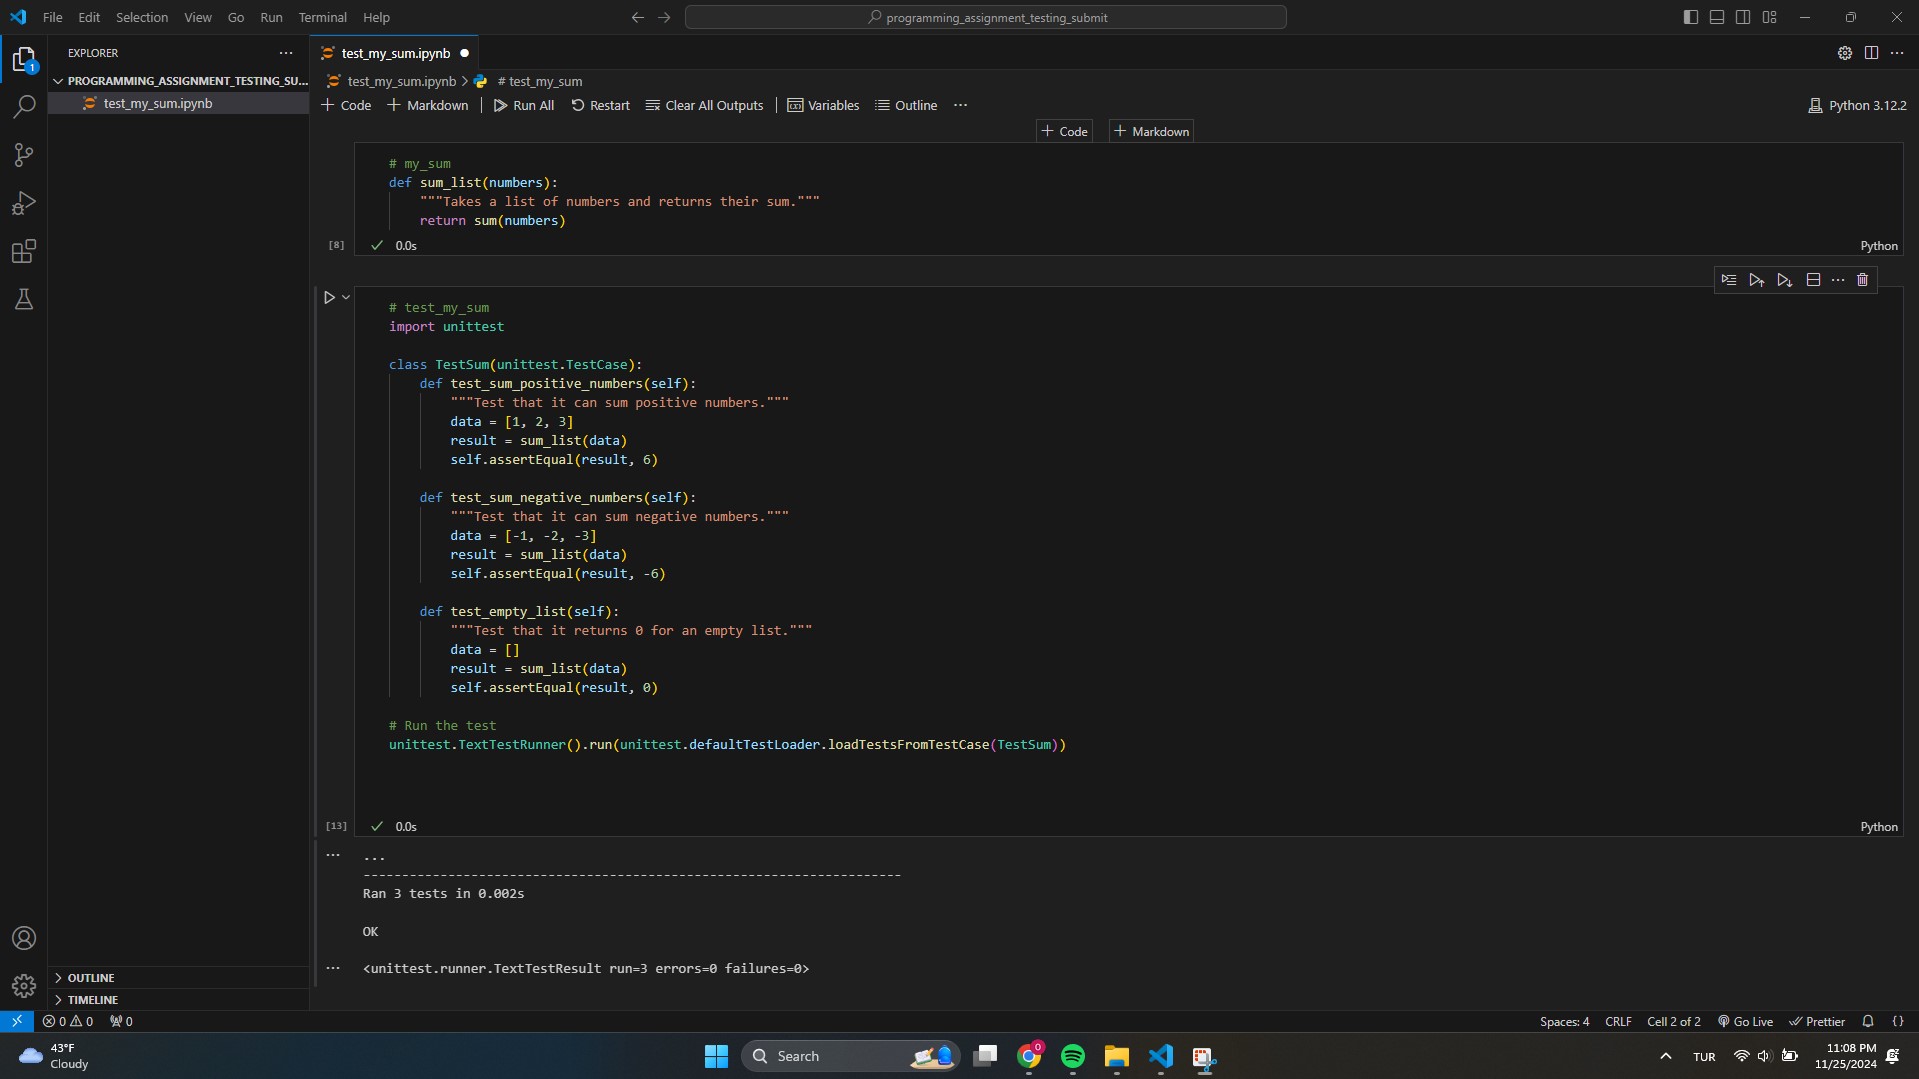 File Edit Selection View Go Run Terminal Help
programming_assignment_testing_submit
EXPLORER
PROGRAMMING_ASSIGNMENT_TESTING_SU...
test_my_sum.ipynb
1
OUTLINE
TIMELINE
test_my_sum.ipynb
test_my_sum.ipynb > # test_my_sum
Code Markdown Run All Restart Clear All Outputs Variables Outline ... Python 3.12.2
Code Markdown
# my_sum
def sum_list(numbers):
"""Takes a list of numbers and returns their sum."""
return sum(numbers)
[8] 0.0s Python
# test_my_sum
import unittest
class TestSum(unittest.TestCase):
def test_sum_positive_numbers(self):
"""Test that it can sum positive numbers."""
data = [1, 2, 3]
result = sum_list(data)
self.assertEqual(result, 6)
def test_sum_negative_numbers(self):
"""Test that it can sum negative numbers."""
data = [-1, -2, -3]
result = sum_list(data)
self.assertEqual(result, -6)
def test_empty_list(self):
"""Test that it returns 0 for an empty list."""
data = []
result = sum_list(data)
self.assertEqual(result, 0)
# Run the test
unittest.TextTestRunner().run(unittest.defaultTestLoader.loadTestsFromTestCase(TestSum))
[13] 0.0s Python
...
----------------------------------------------------------------------
Ran 3 tests in 0.002s
OK
<unittest.runner.TextTestResult run=3 errors=0 failures=0>
0 0 0 Spaces: 4 CRLF Cell 2 of 2 Go Live Prettier { }
43°F
Cloudy
Search
0
TUR
11:08 PM
11/25/2024